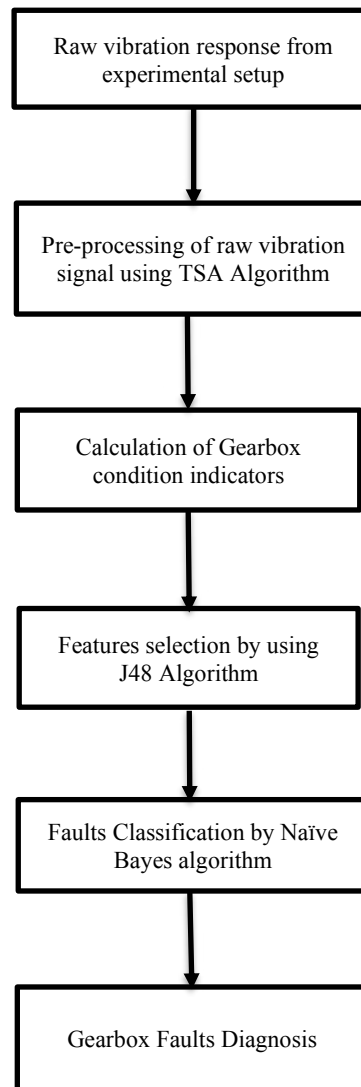 Raw vibration response from
experimental setup
Pre-processing of raw vibration
signal using TSA Algorithm
Calculation of Gearbox
condition indicators
Features selection by using
J48 Algorithm
Faults Classification by Naïve
Bayes algorithm
Gearbox Faults Diagnosis